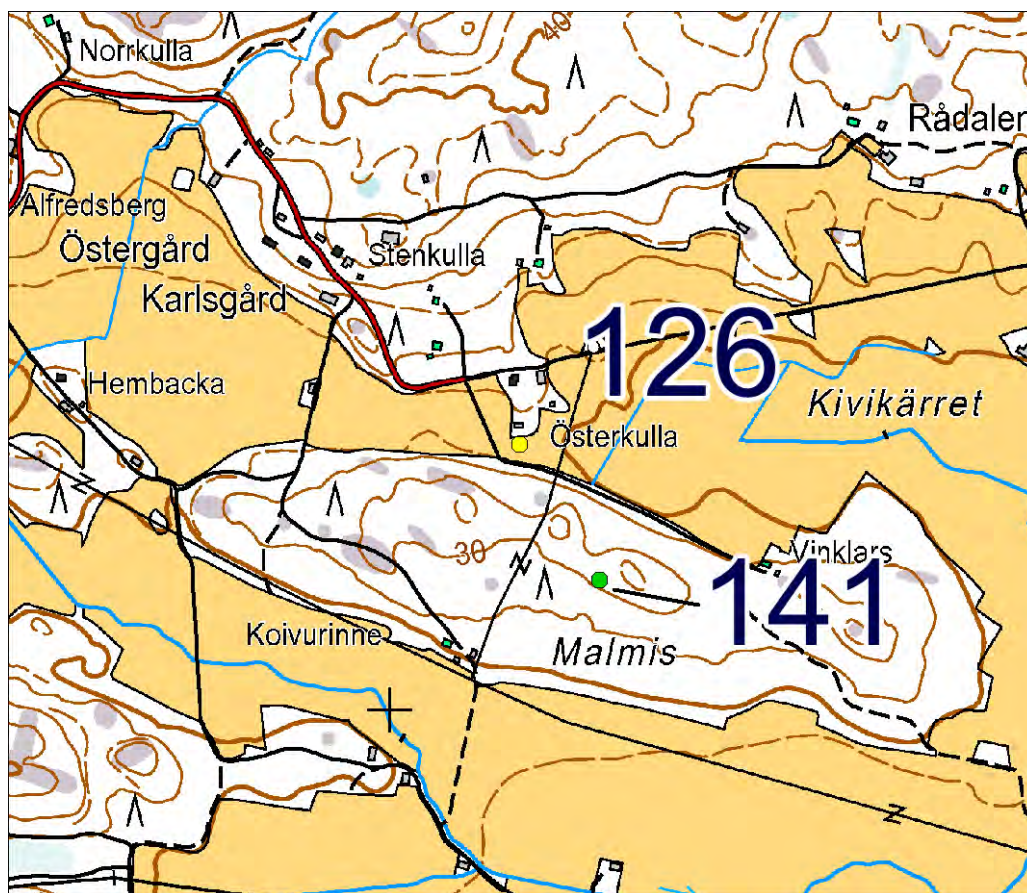 Norrkulla
40
Rådalen
Alfredsberg
Östergård
Stenkulla
Karlsgård
126
Hembacka
Kivikärret
Österkulla
Z
30
Z
Vinklars
141
Koivurinne
Malmis
Z